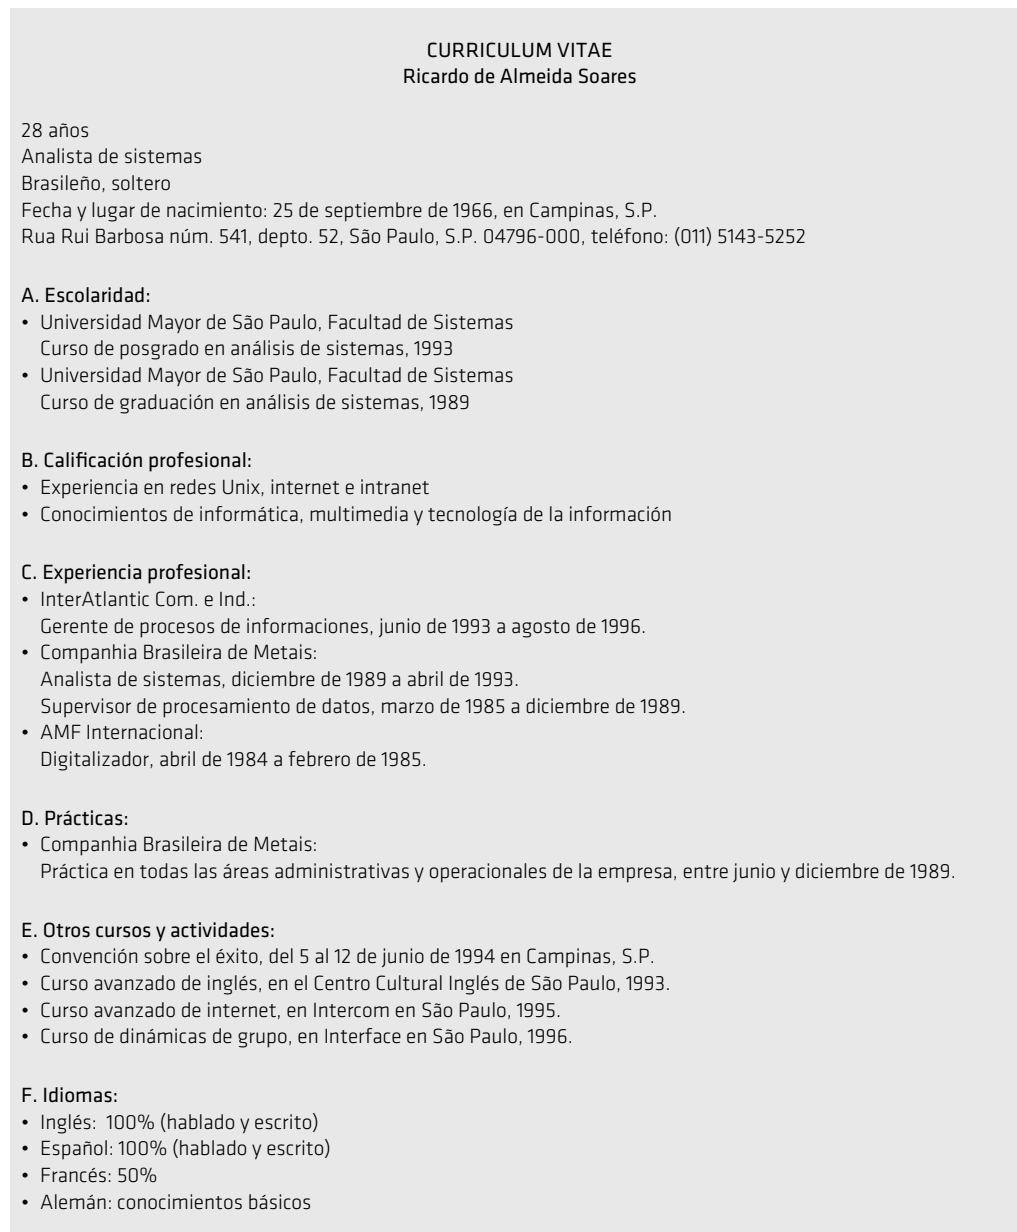 CURRICULUM VITAE
Ricardo de Almeida Soares
28 años
Analista de sistemas
Brasileño, soltero
Fecha y lugar de nacimiento: 25 de septiembre de 1966, en Campinas, S.P.
Rua Rui Barbosa núm. 541, depto. 52, São Paulo, S.P. 04796-000, teléfono: (011) 5143-5252
A. Escolaridad:
• Universidad Mayor de São Paulo, Facultad de Sistemas
Curso de posgrado en análisis de sistemas, 1993
• Universidad Mayor de São Paulo, Facultad de Sistemas
Curso de graduación en análisis de sistemas, 1989
B. Calificación profesional:
• Experiencia en redes Unix, internet e intranet
• Conocimientos de informática, multimedia y tecnología de la información
C. Experiencia profesional:
• InterAtlantic Com. e Ind.:
Gerente de procesos de informaciones, junio de 1993 a agosto de 1996.
• Companhia Brasileira de Metais:
Analista de sistemas, diciembre de 1989 a abril de 1993.
Supervisor de procesamiento de datos, marzo de 1985 a diciembre de 1989.
• AMF Internacional:
Digitalizador, abril de 1984 a febrero de 1985.
D. Prácticas:
• Companhia Brasileira de Metais:
Práctica en todas las áreas administrativas y operacionales de la empresa, entre junio y diciembre de 1989.
E. Otros cursos y actividades:
• Convención sobre el éxito, del 5 al 12 de junio de 1994 en Campinas, S.P.
• Curso avanzado de inglés, en el Centro Cultural Inglés de São Paulo, 1993.
• Curso avanzado de internet, en Intercom en São Paulo, 1995.
• Curso de dinámicas de grupo, en Interface en São Paulo, 1996.
F. Idiomas:
• Inglés: 100% (hablado y escrito)
• Español: 100% (hablado y escrito)
• Francés: 50%
• Alemán: conocimientos básicos